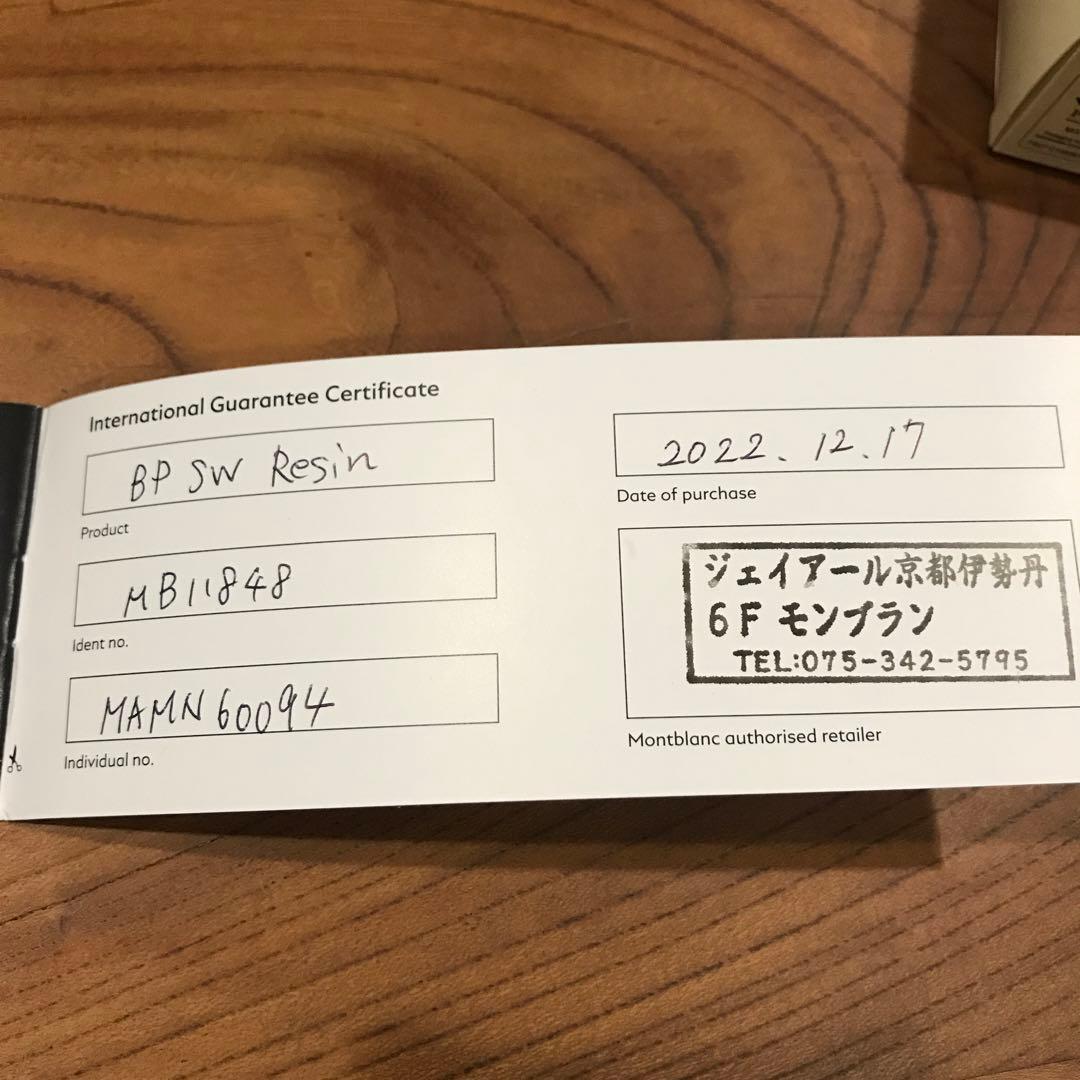 International Guarantee Certificate
BP SW Resin
Product
MB11848
Ident no.
MAMN60094
Individual no.
2022. 12. 17
Date of purchase
ジェイアール京都伊勢丹
6F モンブラン
TEL:075-342-5795
Montblanc authorised retailer